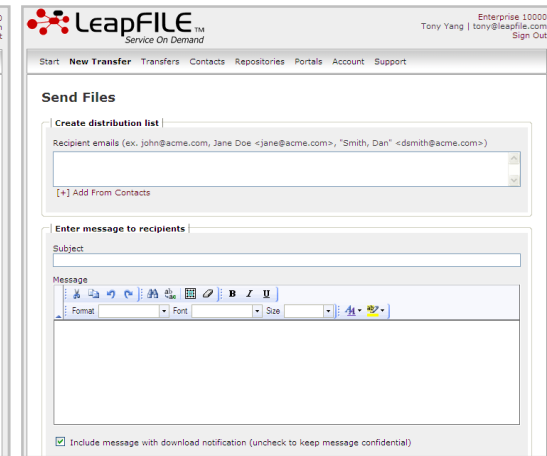 LeapFILE TM
Service On Demand
Enterprise 10000
Tony Yang | tony@leapfile.com
Sign Out
Start New Transfer Transfers Contacts Repositories Portals Account Support
Send Files
Create distribution list
Recipient emails (ex. john@acme.com, Jane Doe <jane@acme.com>, "Smith, Dan" <dsmith@acme.com>)
[+] Add From Contacts
Enter message to recipients
Subject
Message
B I U
Format Font Size
Include message with download notification (uncheck to keep message confidential)